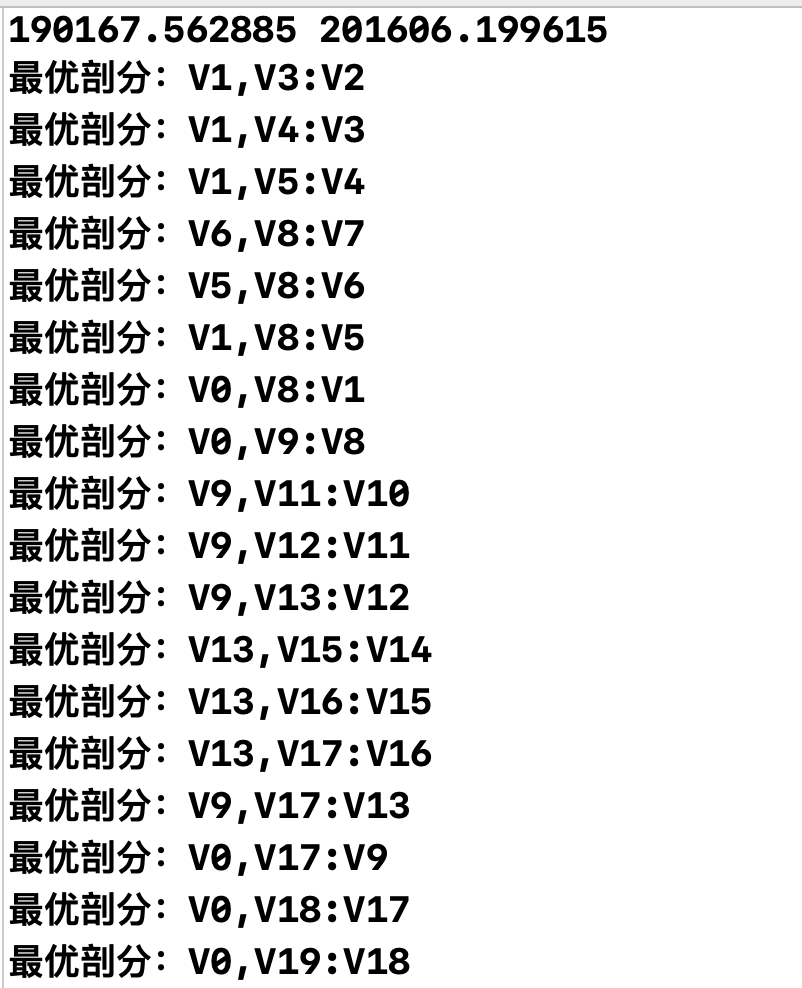 190167.562885 201606.199615
最优剖分：V1,V3:V2
最优剖分：V1,V4:V3
最优剖分：V1,V5:V4
最优剖分：V6,V8:V7
最优剖分：V5,V8:V6
最优剖分：V1,V8:V5
最优剖分：V0,V8:V1
最优剖分：V0,V9:V8
最优剖分：V9,V11:V10
最优剖分：V9,V12:V11
最优剖分：V9,V13:V12
最优剖分：V13,V15:V14
最优剖分：V13,V16:V15
最优剖分：V13,V17:V16
最优剖分：V9,V17:V13
最优剖分：V0,V17:V9
最优剖分：V0,V18:V17
最优剖分：V0,V19:V18